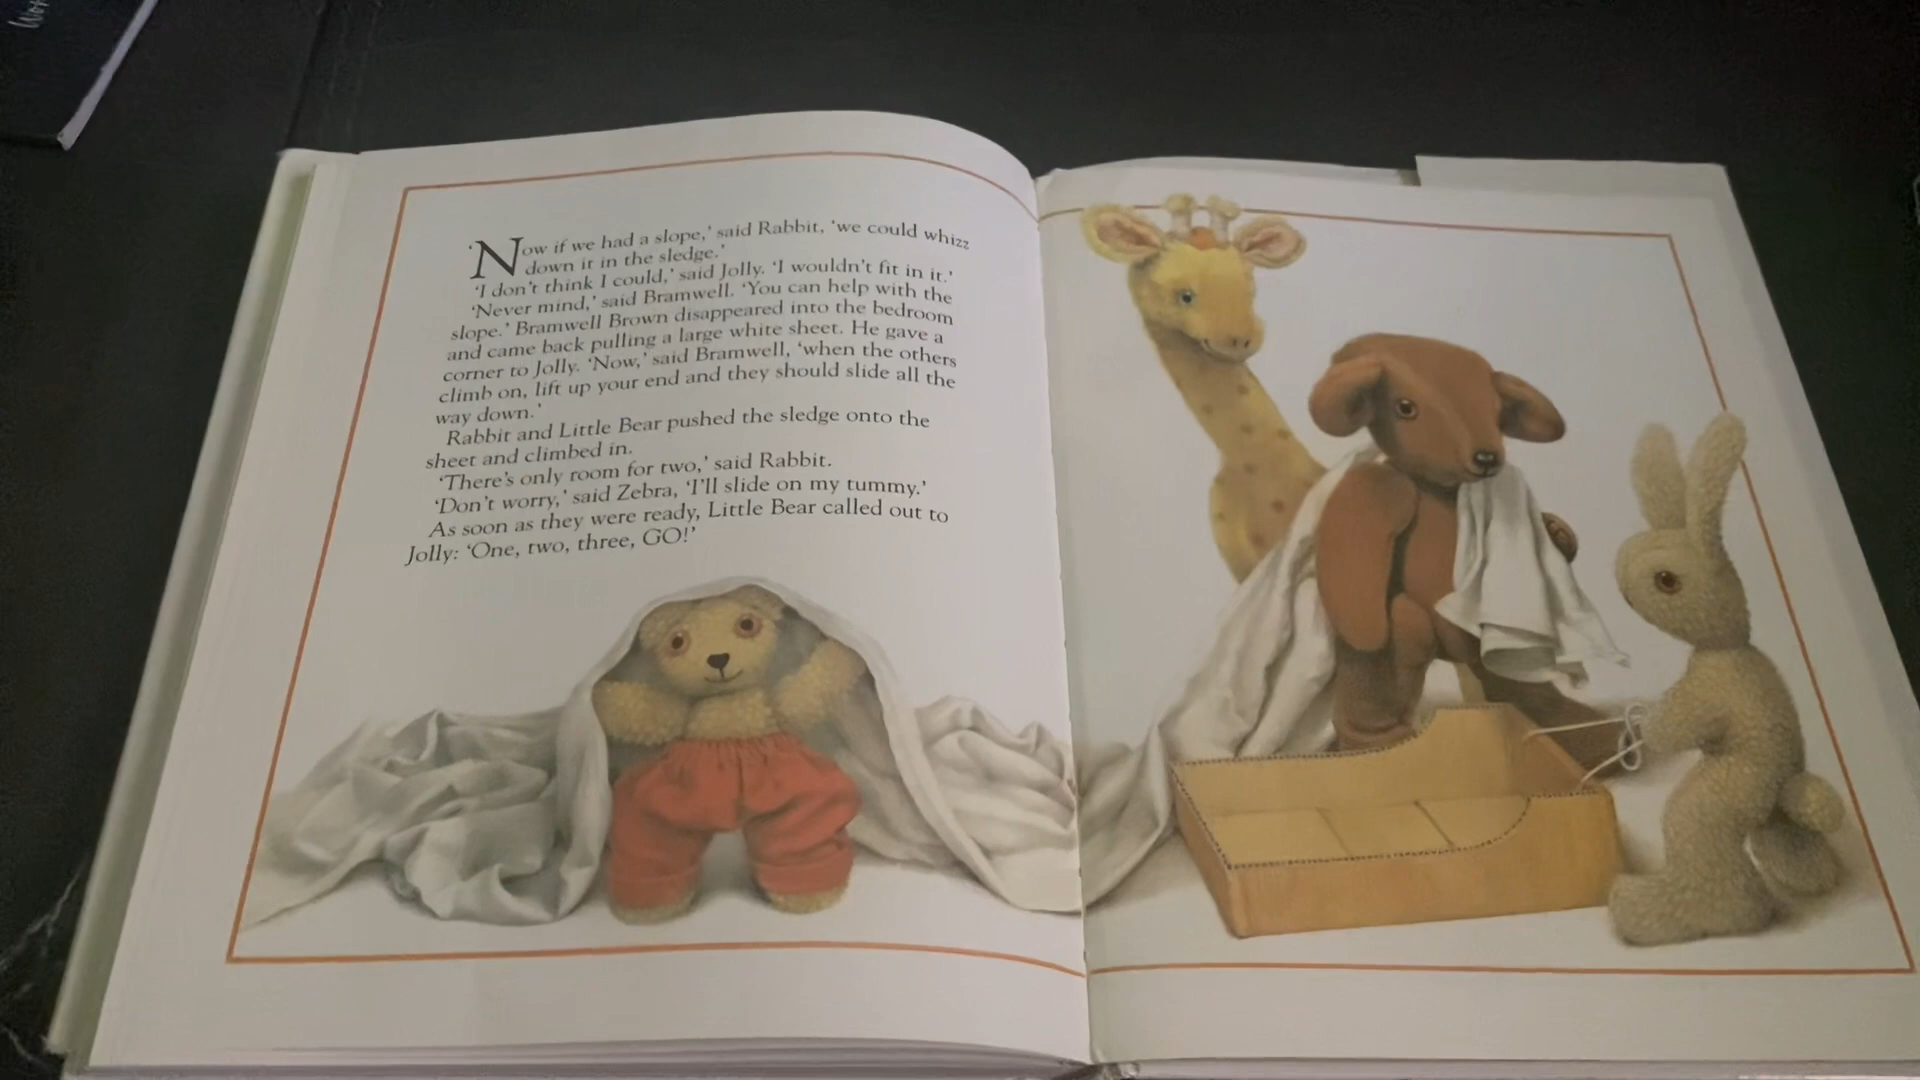 ‘Now if we had a slope,’ said Rabbit, ‘we could whizz
down it in the sledge.’
‘I don’t think I could,’ said Jolly. ‘I wouldn’t fit in it.’
‘Never mind,’ said Bramwell. ‘You can help with the
slope.’ Bramwell Brown disappeared into the bedroom
and came back pulling a large white sheet. He gave a
corner to Jolly. ‘Now,’ said Bramwell, ‘when the others
climb on, lift up your end and they should slide all the
way down.’
Rabbit and Little Bear pushed the sledge onto the
sheet and climbed in.
‘There’s only room for two,’ said Rabbit.
‘Don’t worry,’ said Zebra, ‘I’ll slide on my tummy.’
As soon as they were ready, Little Bear called out to
Jolly: ‘One, two, three, GO!’